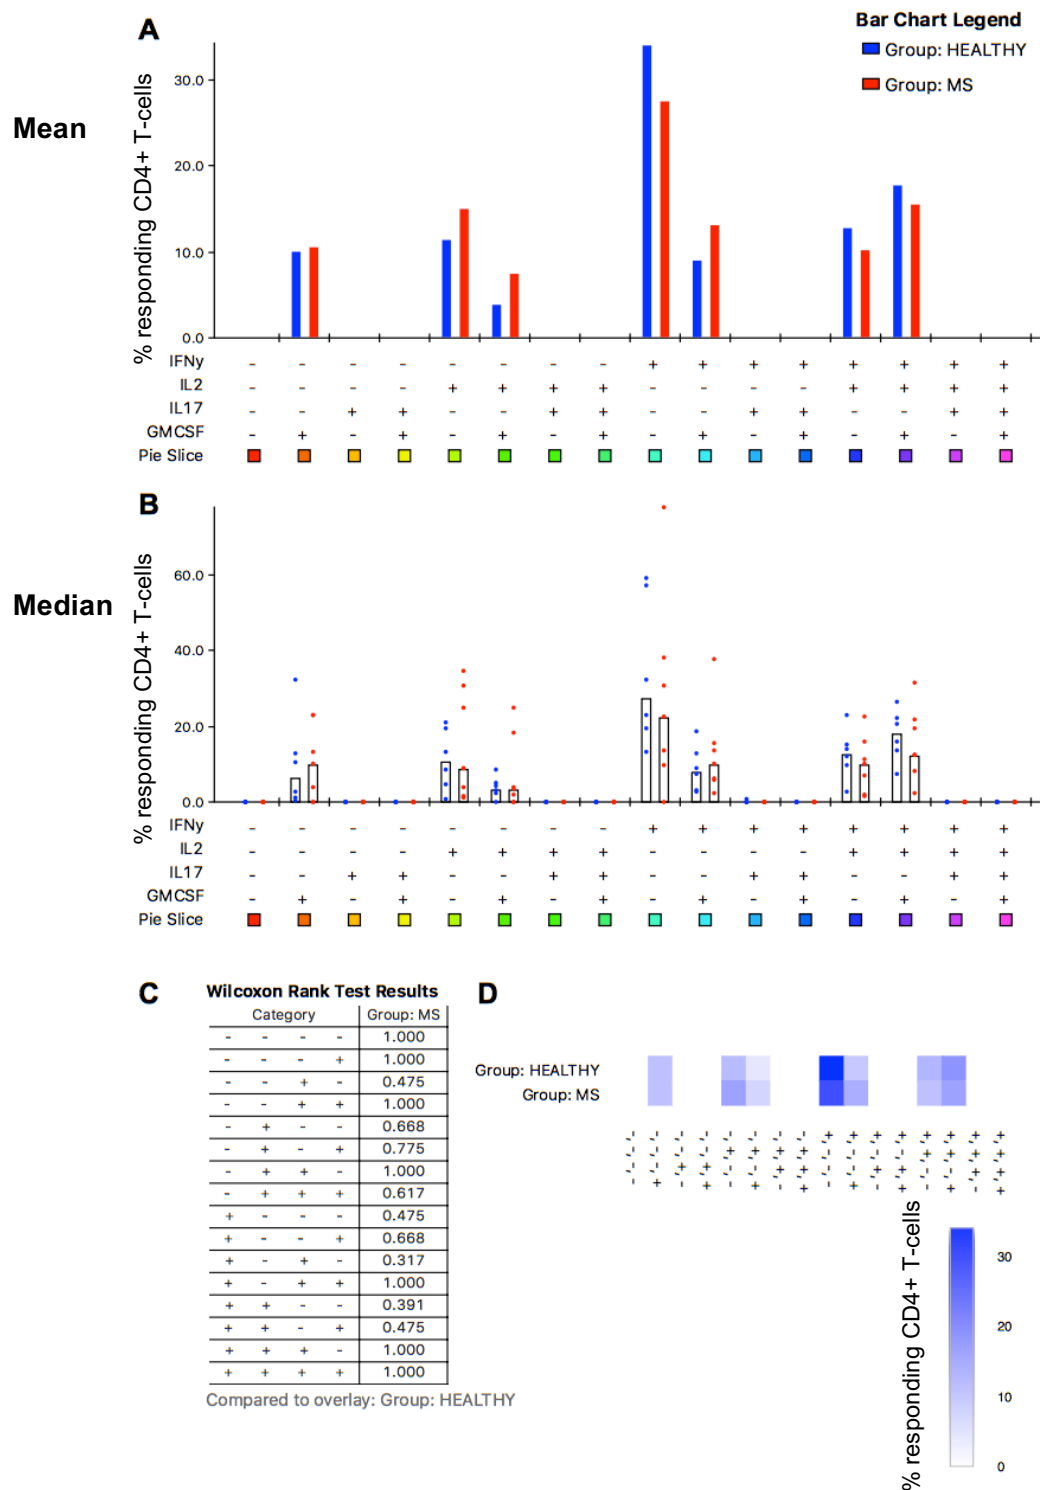 A
Bar Chart Legend
Group: HEALTHY
Group: MS
Mean
% responding CD4+ T-cells
30.0
20.0
10.0
0.0
IFNy - - - - - - - - + + + + + + + +
IL2 - - - - + + + + - - - - + + + +
IL17 - - + + - - + + - - + + - - + +
GMCSF - + - + - + - + - + - + - + - +
Pie Slice
B
Median
% responding CD4+ T-cells
60.0
40.0
20.0
0.0
IFNy - - - - - - - - + + + + + + + +
IL2 - - - - + + + + - - - - + + + +
IL17 - - + + - - + + - - + + - - + +
GMCSF - + - + - + - + - + - + - + - +
Pie Slice
C
Wilcoxon Rank Test Results
Category Group: MS
- - - - 1.000
- - - + 1.000
- - + - 0.475
- - + + 1.000
- + - - 0.668
- + - + 0.775
- + + - 1.000
- + + + 0.617
+ - - - 0.475
+ - - + 0.668
+ - + - 0.317
+ - + + 1.000
+ + - - 0.391
+ + - + 0.475
+ + + - 1.000
+ + + + 1.000
Compared to overlay: Group: HEALTHY
D
Group: HEALTHY
Group: MS
-,-,-,-
-,-,-,+
-,-,+,-
-,-,+,+
-,+,-,-
-,+,-,+
-,+,+,-
-,+,+,+
+,-,-,-
+,-,-,+
+,-,+,-
+,-,+,+
+,+,-,-
+,+,-,+
+,+,+,-
+,+,+,+
% responding CD4+ T-cells
30
20
10
0